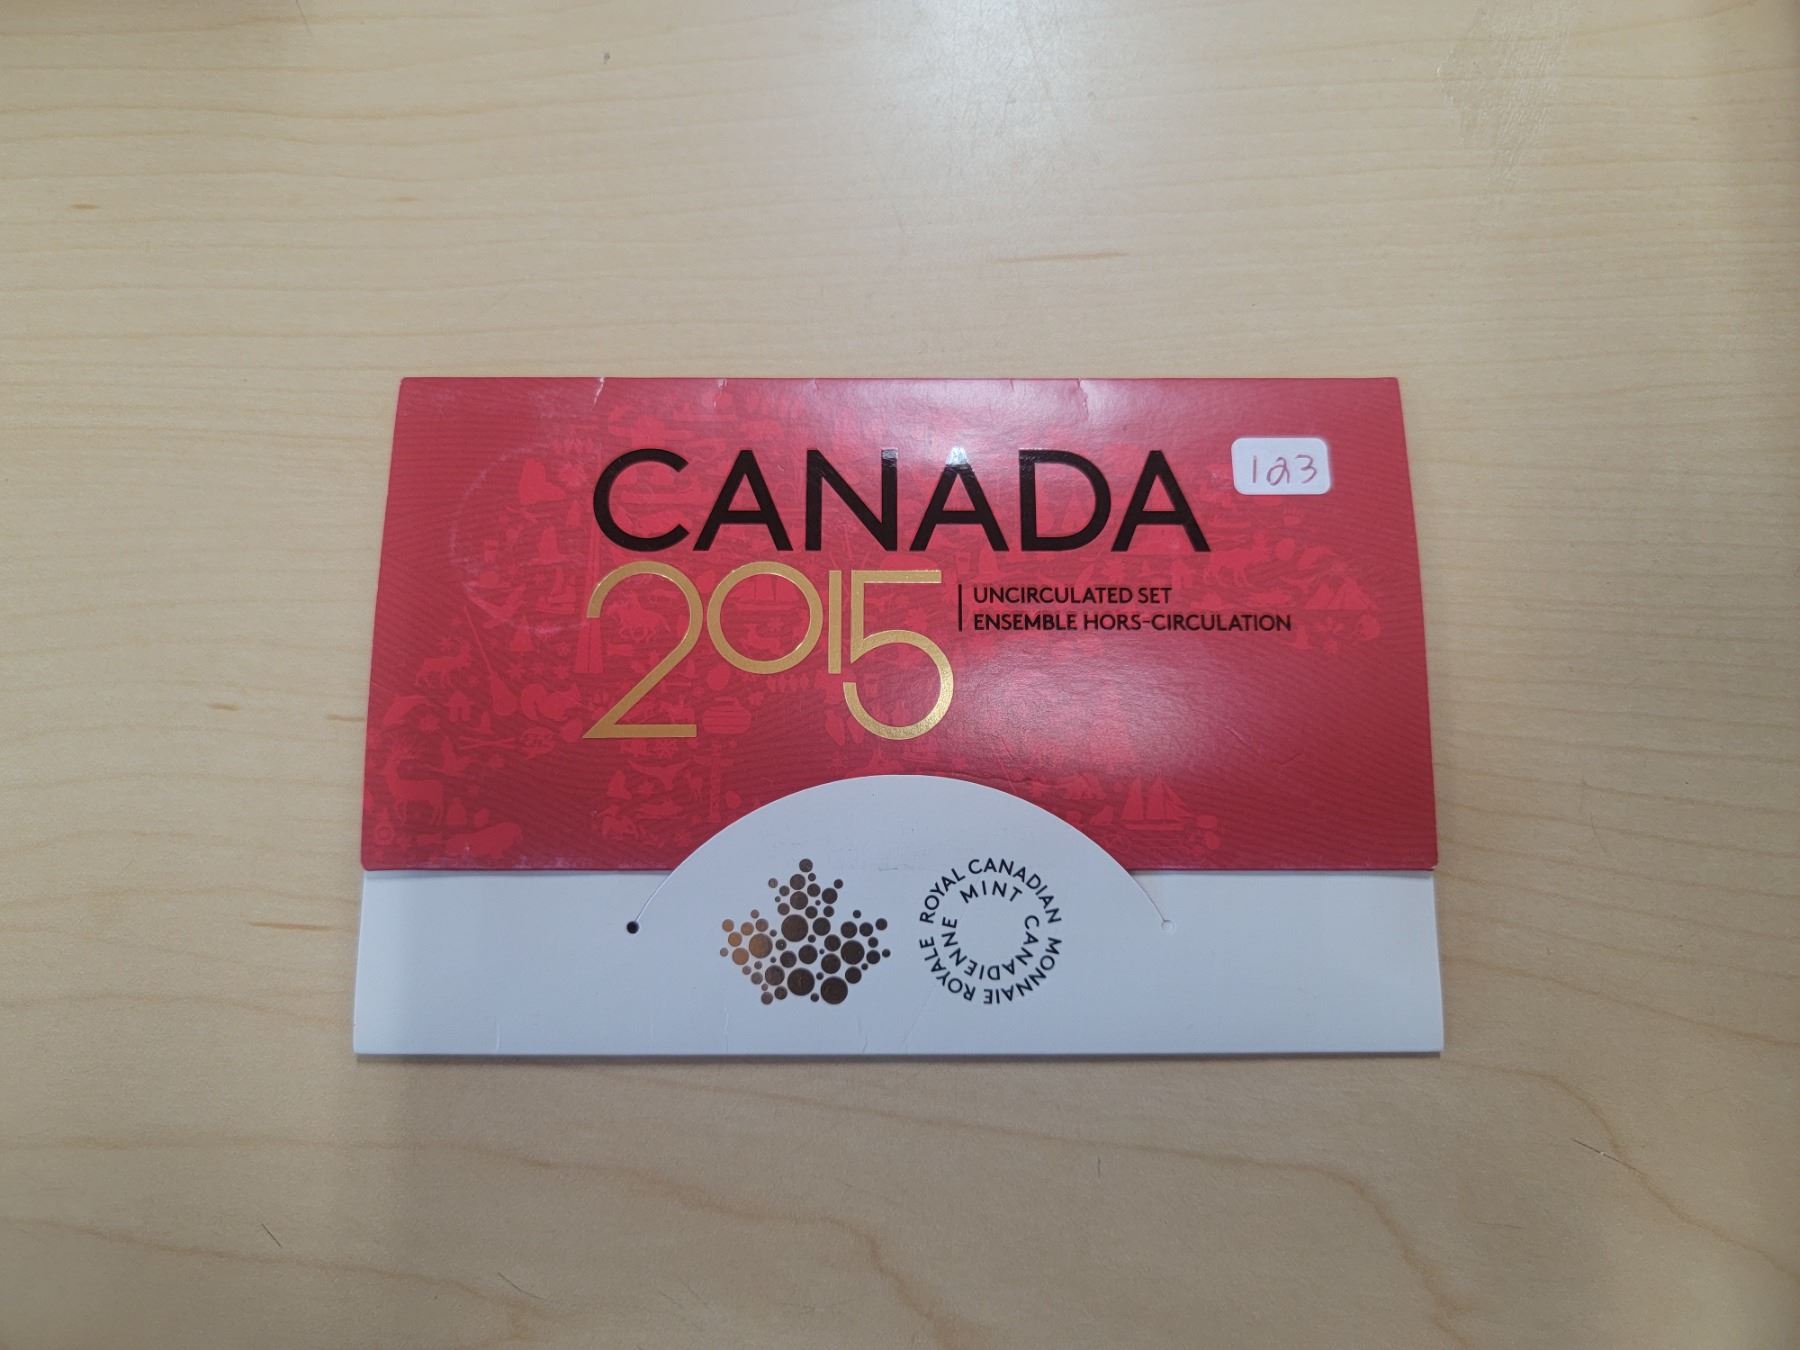 CANADA
123
2015
UNCIRCULATED SET
ENSEMBLE HORS-CIRCULATION
ROYAL CANADIAN MINT
MONNAIE ROYALE CANADIENNE